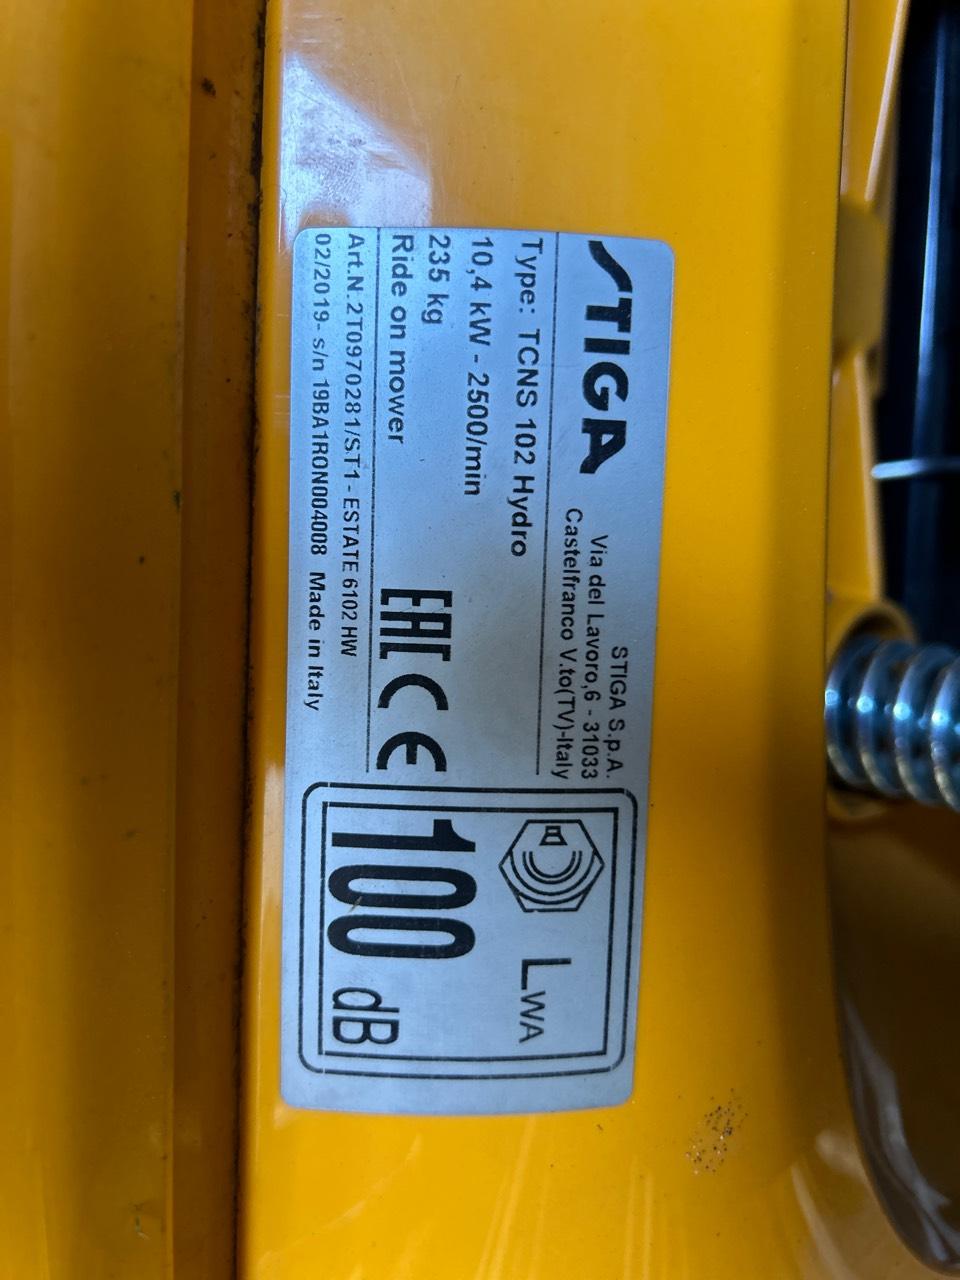 STIGA
STIGA S.p.A.
Via del Lavoro,6 - 31033
Castelfranco V.to(TV)-Italy
Type: TCNS 102 Hydro
10,4 kW - 2500/min
235 kg
Ride on mower
EAC CE
Art.N.2T0970281/ST1 - ESTATE 6102 HW
02/2019- s/n 19BA1RON004008 Made in Italy
LWA
100 dB